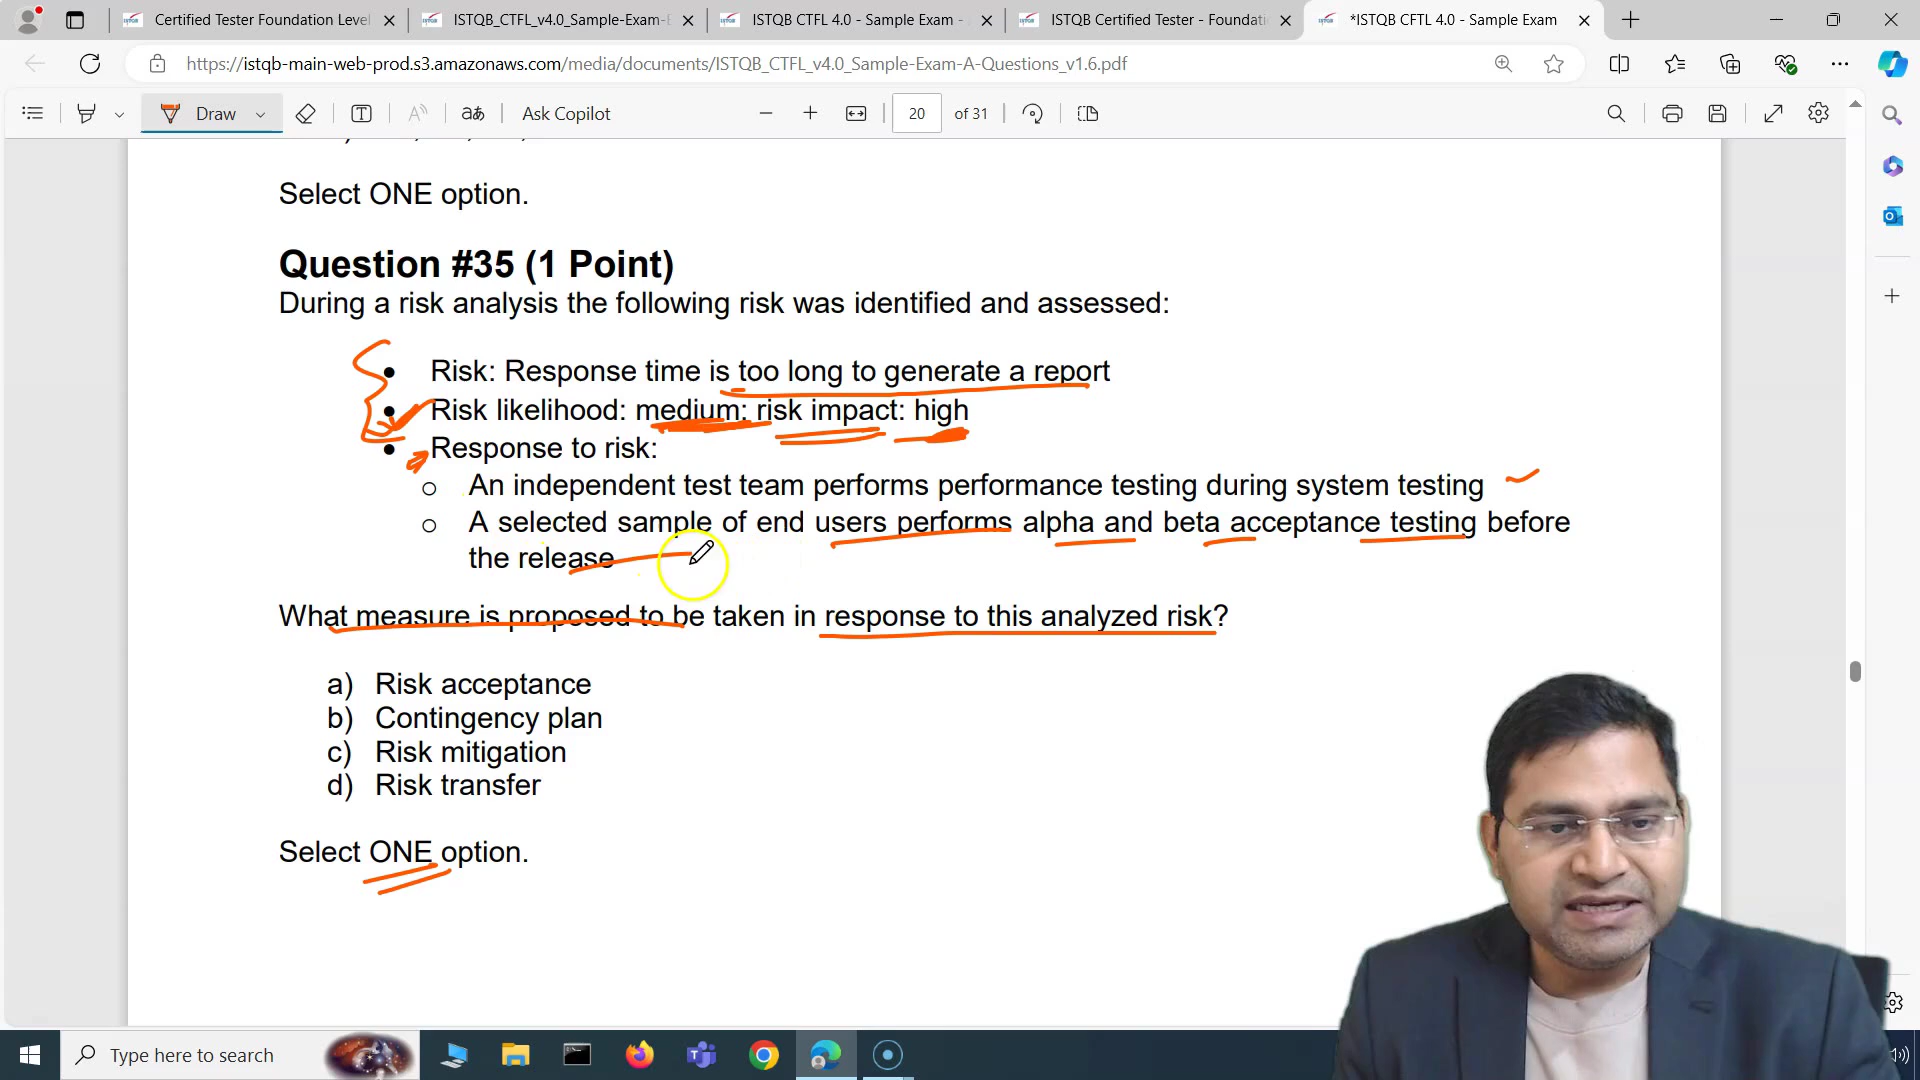 Certified Tester Foundation Level
ISTQB_CTFL_v4.0_Sample-Exam-
ISTQB CTFL 4.0 - Sample Exam -
ISTQB Certified Tester - Foundati
*ISTQB CFTL 4.0 - Sample Exam
https://istqb-main-web-prod.s3.amazonaws.com/media/documents/ISTQB_CTFL_v4.0_Sample-Exam-A-Questions_v1.6.pdf
Draw
aあ
Ask Copilot
20 of 31
Select ONE option.
Question #35 (1 Point)
During a risk analysis the following risk was identified and assessed:
• Risk: Response time is too long to generate a report
• Risk likelihood: medium; risk impact: high
• Response to risk:
o An independent test team performs performance testing during system testing
o A selected sample of end users performs alpha and beta acceptance testing before
the release
What measure is proposed to be taken in response to this analyzed risk?
a) Risk acceptance
b) Contingency plan
c) Risk mitigation
d) Risk transfer
Select ONE option.
Type here to search